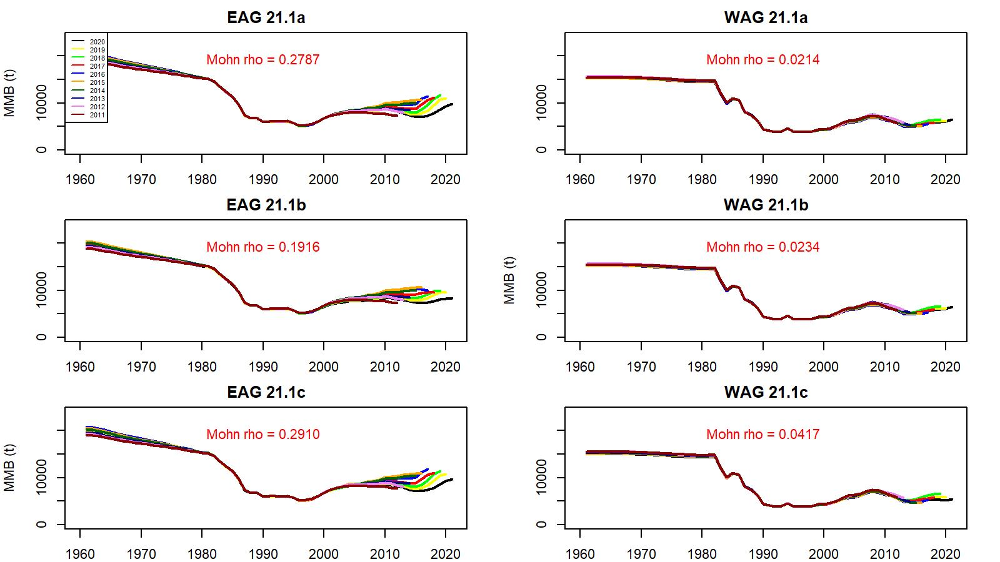 EAG 21.1a
WAG 21.1a
MMB (t)
0
10000
2020
2019
2018
2017
2016
2015
2014
2013
2012
2011
Mohn rho = 0.2787
1960 1970 1980 1990 2000 2010 2020
0
10000
Mohn rho = 0.0214
1960 1970 1980 1990 2000 2010 2020
EAG 21.1b
WAG 21.1b
0
10000
Mohn rho = 0.1916
1960 1970 1980 1990 2000 2010 2020
MMB (t)
0
10000
Mohn rho = 0.0234
1960 1970 1980 1990 2000 2010 2020
EAG 21.1c
WAG 21.1c
MMB (t)
0
10000
Mohn rho = 0.2910
1960 1970 1980 1990 2000 2010 2020
0
10000
Mohn rho = 0.0417
1960 1970 1980 1990 2000 2010 2020